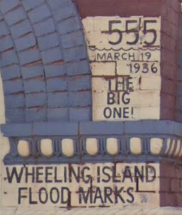 55.5
MARCH 19
1936
THE
BIG
ONE!
WHEELING ISLAND
FLOOD MARKS